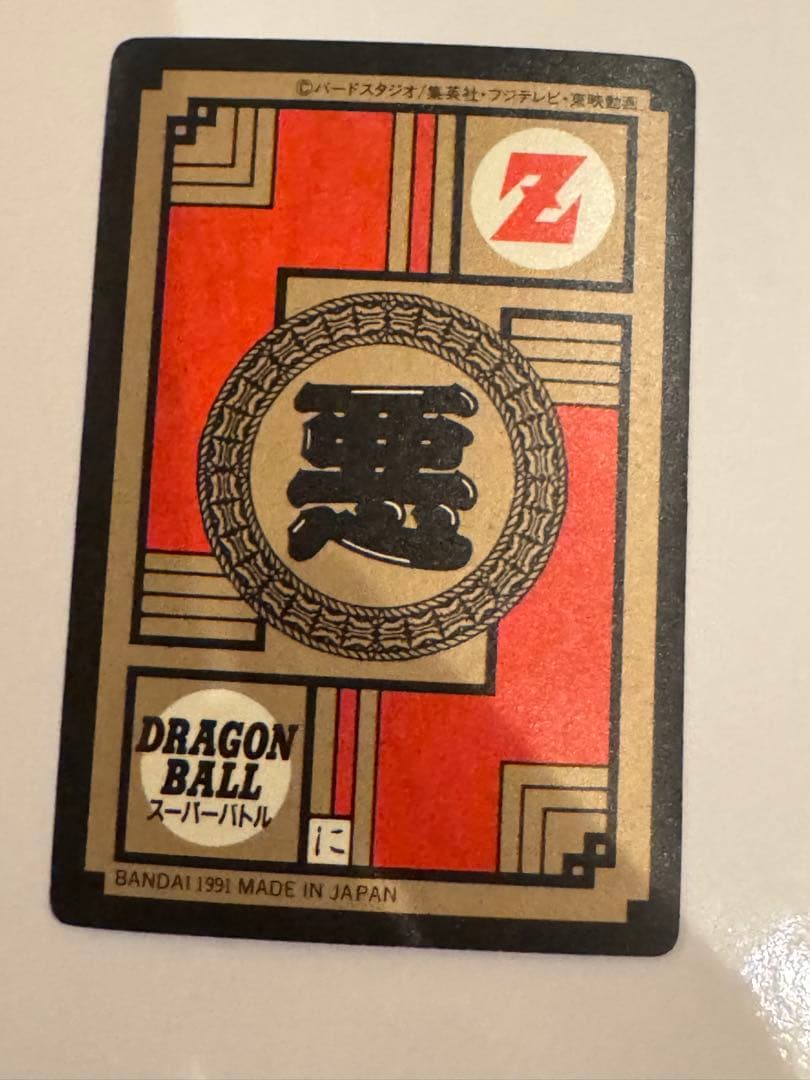 ©バードスタジオ/集英社・フジテレビ・東映動画
Z
悪
DRAGON
BALL
スーパーバトル
に
BANDAI 1991 MADE IN JAPAN